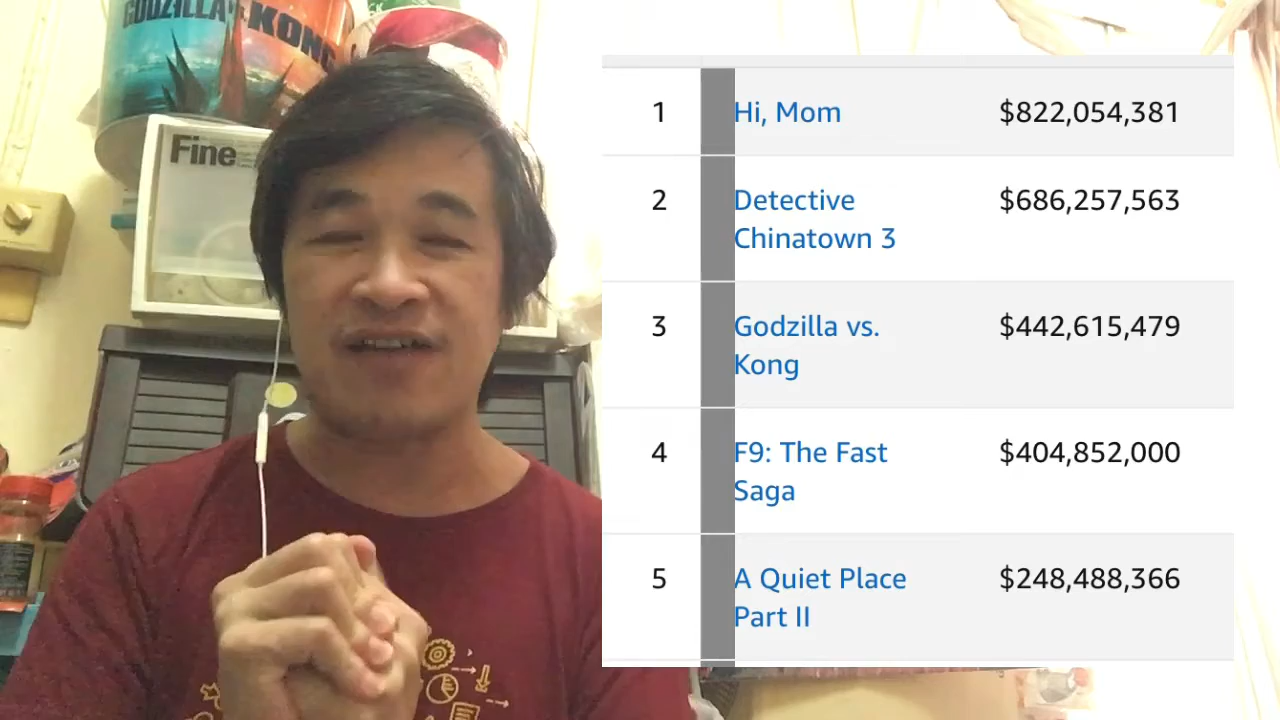 GODZILLA VS. KONG
Fine
1 Hi, Mom $822,054,381
2 Detective $686,257,563
Chinatown 3
3 Godzilla vs. $442,615,479
Kong
4 F9: The Fast $404,852,000
Saga
5 A Quiet Place $248,488,366
Part II